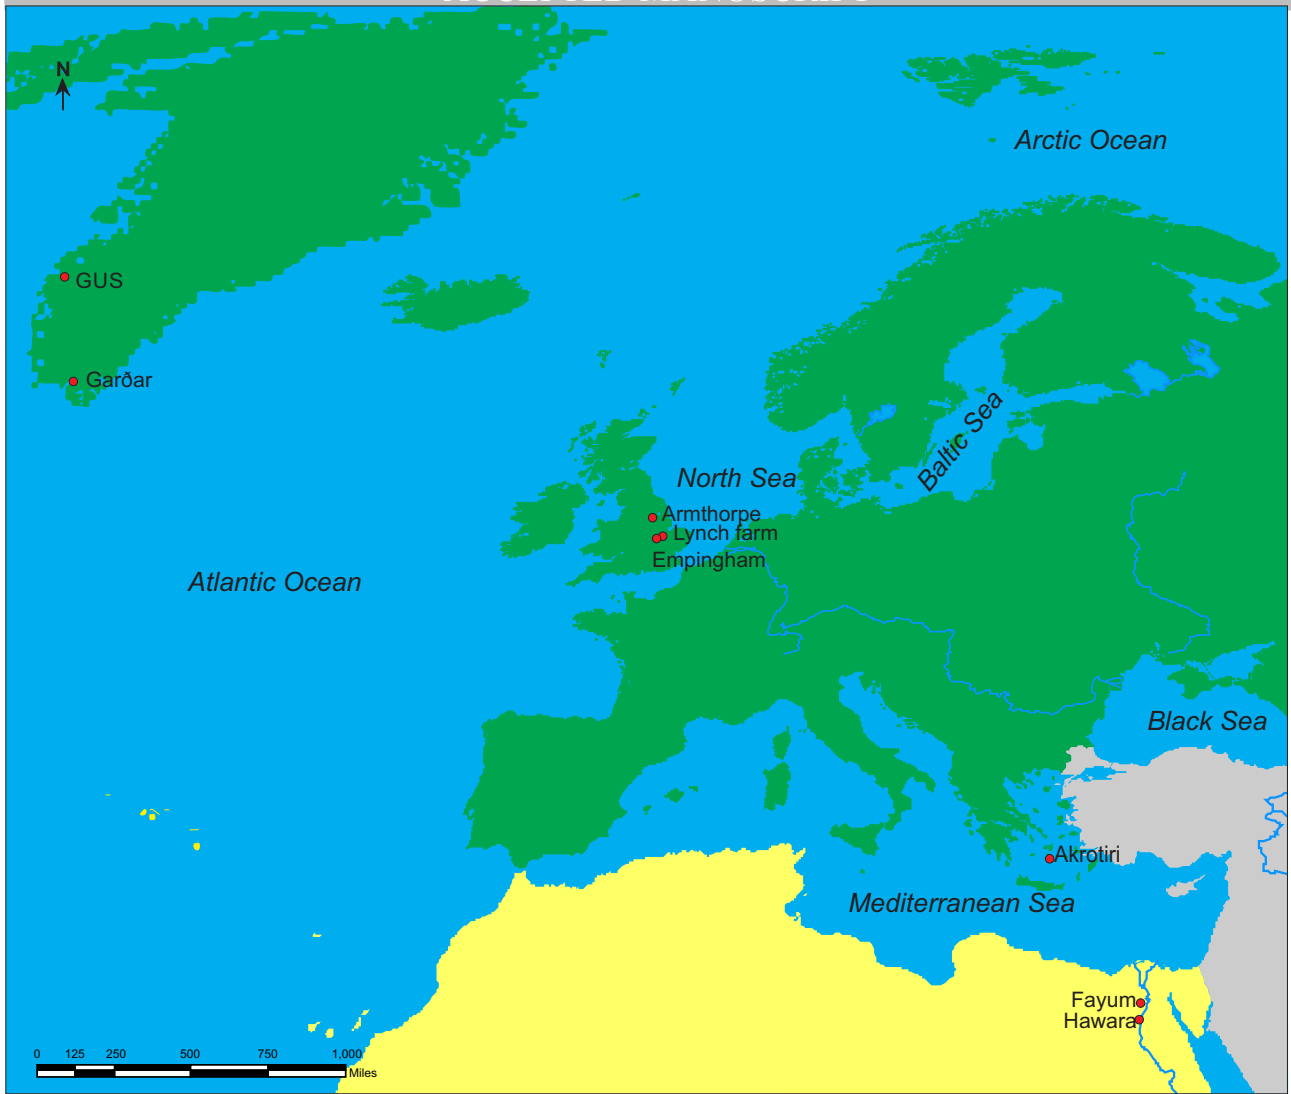 N
Arctic Ocean
GUS
Garðar
Baltic Sea
North Sea
Armthorpe
Lynch farm
Empingham
Atlantic Ocean
Black Sea
Akrotiri
Mediterranean Sea
Fayum
Hawara
0 125 250 500 750 1,000
Miles